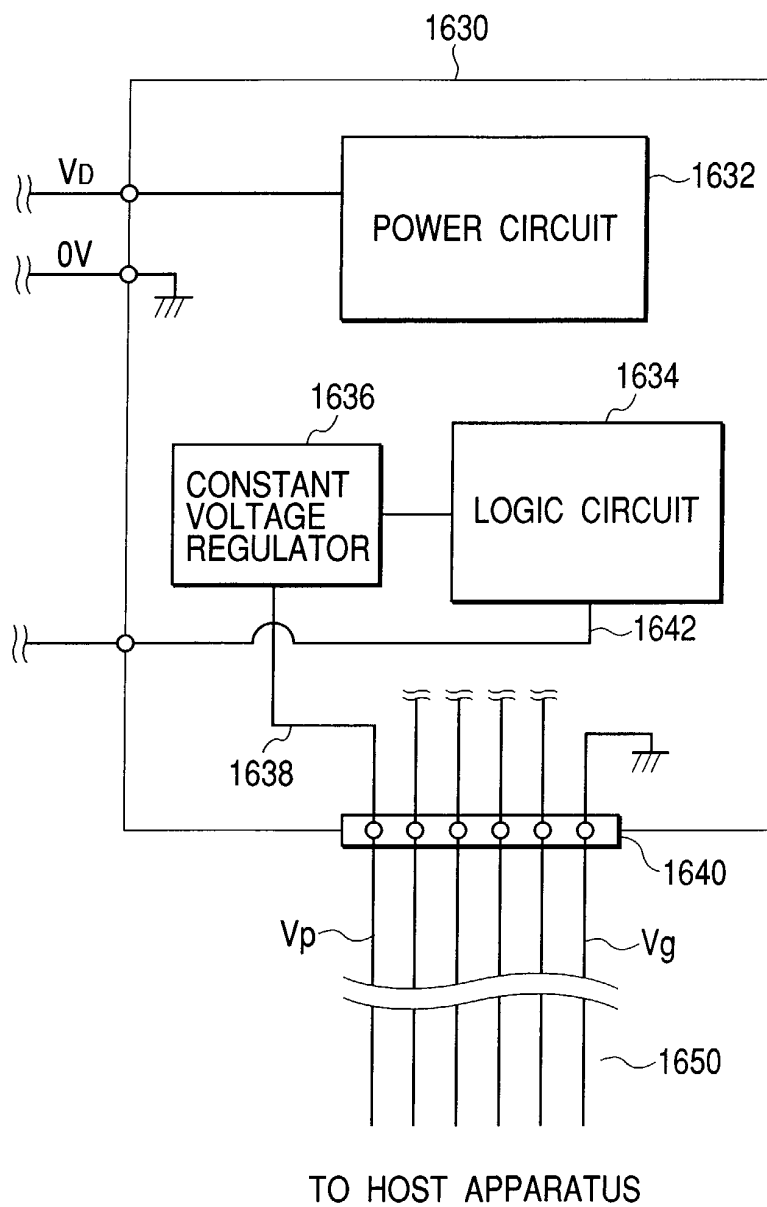 1630
VD
1632
POWER CIRCUIT
0V
1634
1636
CONSTANT
VOLTAGE
REGULATOR
LOGIC CIRCUIT
1642
1638
1640
Vp
Vg
1650
TO HOST APPARATUS